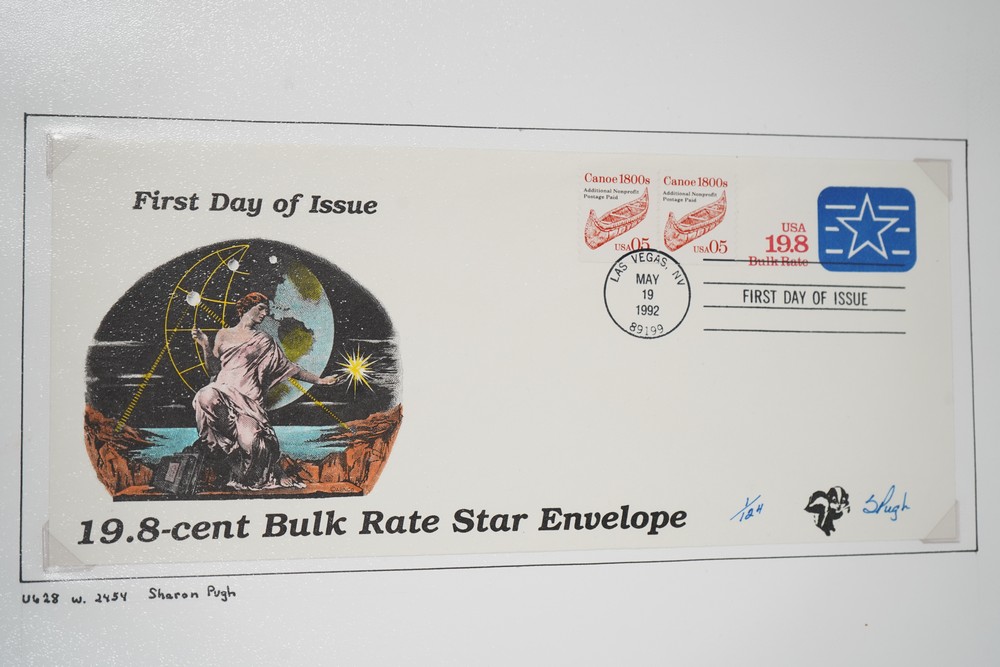 First Day of Issue
Canoe 1800s
Additional Nonprofit
Postage Paid
USA 05
Canoe 1800s
Additional Nonprofit
Postage Paid
USA 05
USA
19.8
Bulk Rate
LAS VEGAS, NV
MAY
19
1992
89199
FIRST DAY OF ISSUE
19.8-cent Bulk Rate Star Envelope
1/124
SPugh
U628 w. 2454 Sharon Pugh